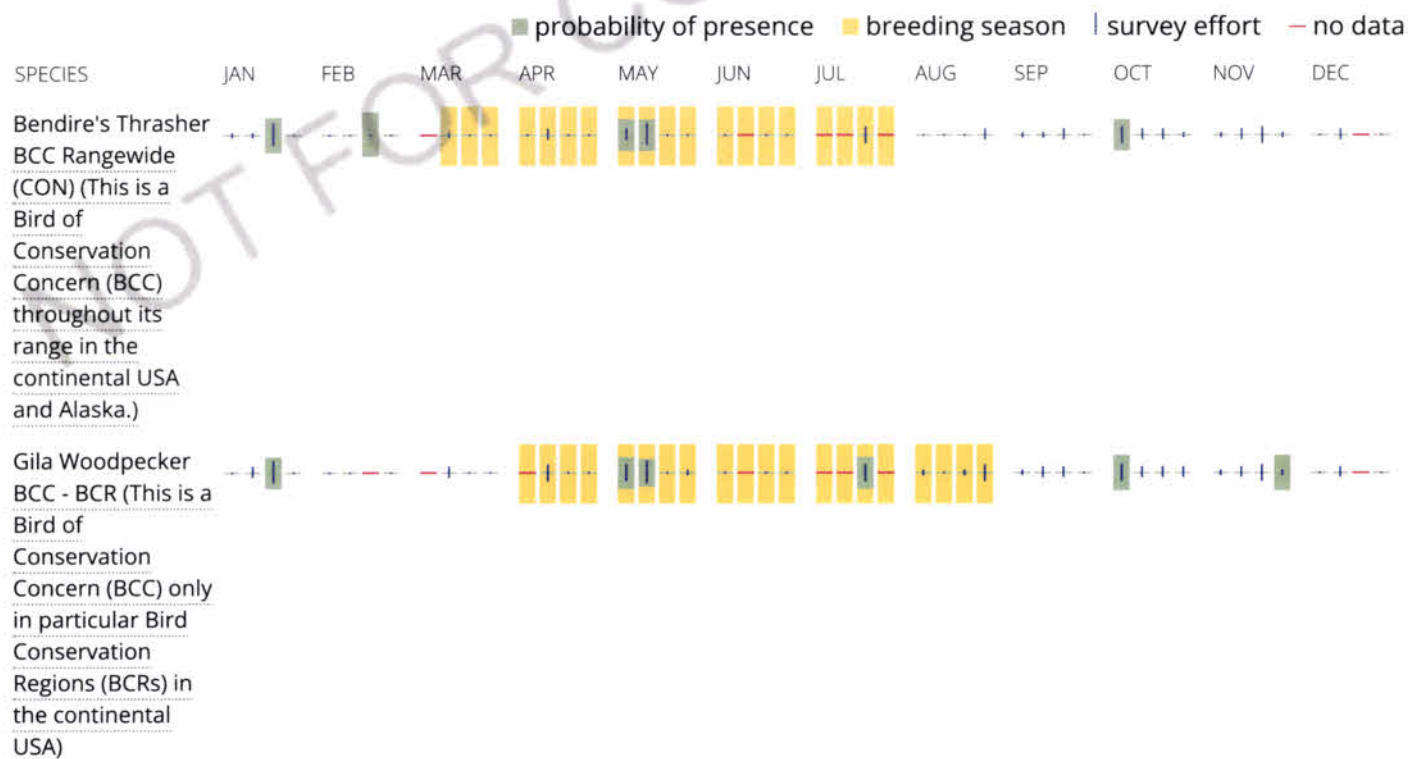 probability of presence breeding season survey effort no data
SPECIES JAN FEB MAR APR MAY JUN JUL AUG SEP OCT NOV DEC
Bendire's Thrasher
BCC Rangewide
(CON) (This is a
Bird of
Conservation
Concern (BCC)
throughout its
range in the
continental USA
and Alaska.)
Gila Woodpecker
BCC - BCR (This is a
Bird of
Conservation
Concern (BCC) only
in particular Bird
Conservation
Regions (BCRs) in
the continental
USA)
NOT FOR